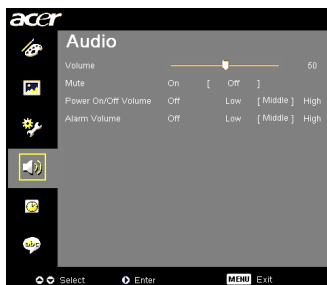 acer
Audio
Volume 50
Mute On [ Off ]
Power On/Off Volume Off Low [ Middle ] High
Alarm Volume Off Low [ Middle ] High
abc
Select Enter MENU Exit